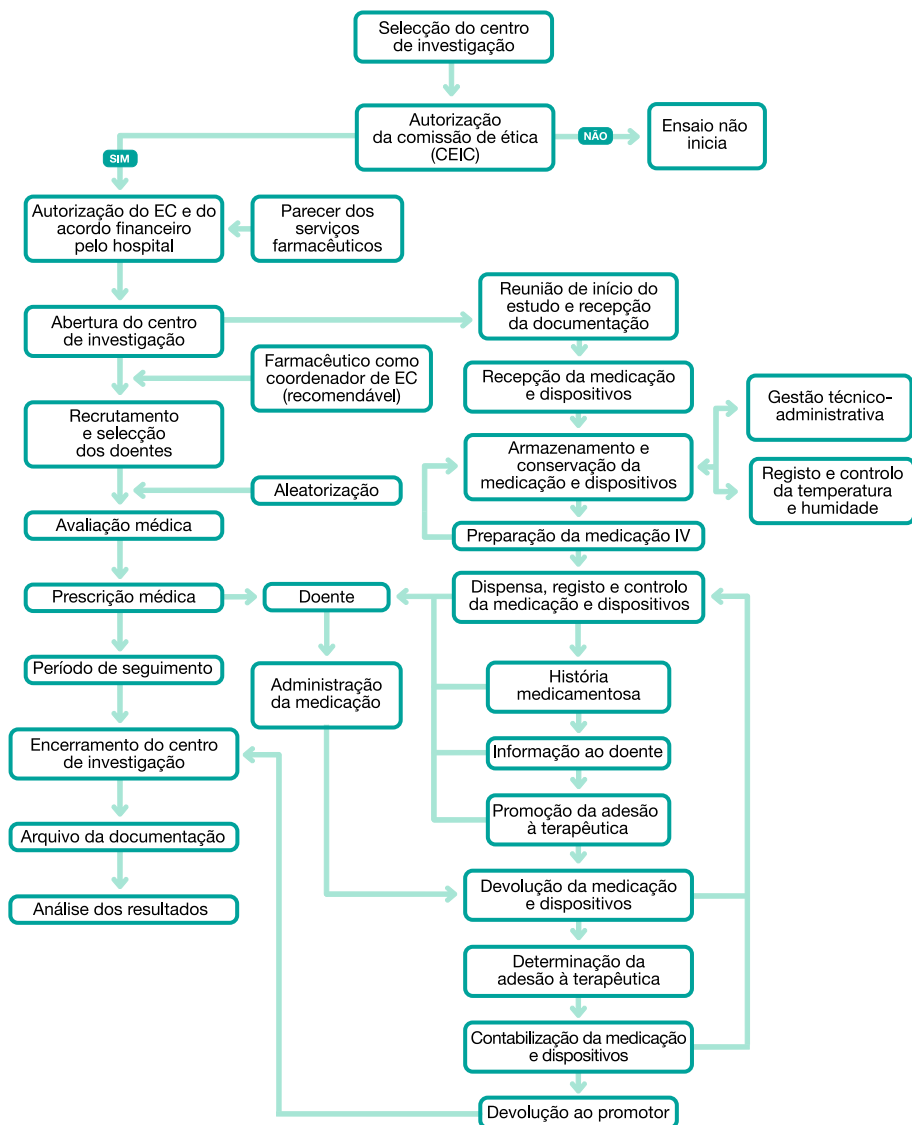 Selecção do centro
de investigação
Autorização
da comissão de ética
(CEIC)
NÃO
Ensaio não
inicia
SIM
Autorização do EC e do
acordo financeiro
pelo hospital
Parecer dos
serviços
farmacêuticos
Abertura do centro
de investigação
Reunião de início do
estudo e recepção
da documentação
Farmacêutico como
coordenador de EC
(recomendável)
Recepção da medicação
e dispositivos
Gestão técnico-
administrativa
Recrutamento
e selecção
dos doentes
Armazenamento e
conservação da
medicação e dispositivos
Registo e controlo
da temperatura
e humidade
Aleatorização
Avaliação médica
Preparação da medicação IV
Prescrição médica
Doente
Dispensa, registo e controlo
da medicação e dispositivos
Período de seguimento
Administração
da medicação
História
medicamentosa
Encerramento do centro
de investigação
Informação ao doente
Promoção da adesão
à terapêutica
Arquivo da documentação
Análise dos resultados
Devolução da medicação
e dispositivos
Determinação da
adesão à terapêutica
Contabilização da medicação
e dispositivos
Devolução ao promotor